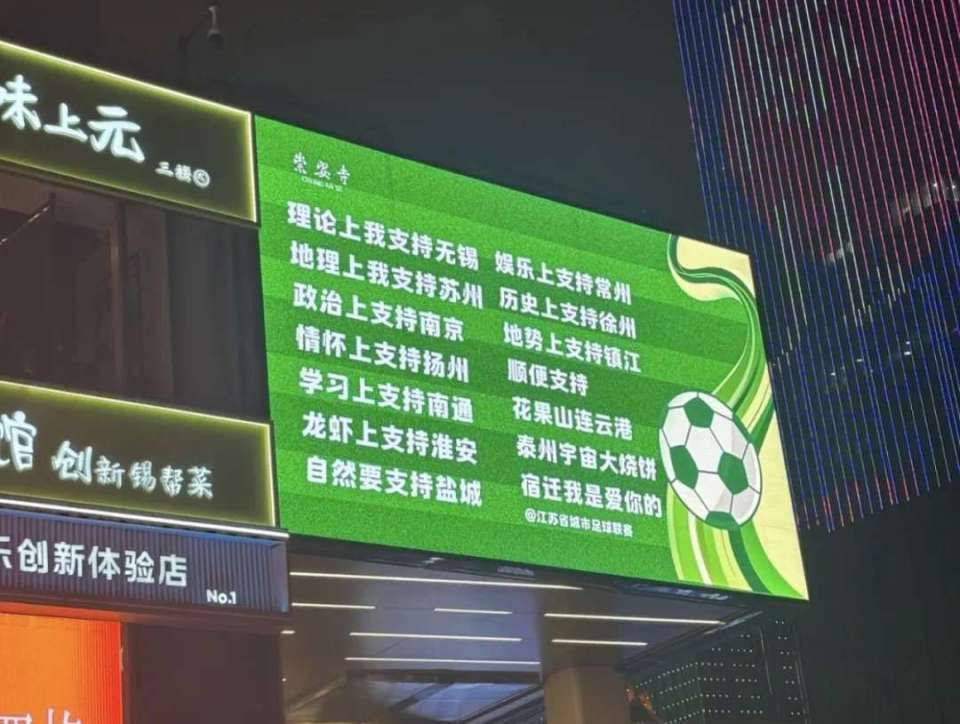 味上元
三楼
崇安寺
理论上我支持无锡
地理上我支持苏州
政治上支持南京
情怀上支持扬州
学习上支持南通
龙虾上支持淮安
自然要支持盐城
娱乐上支持常州
历史上支持徐州
地势上支持镇江
顺便支持
花果山连云港
泰州宇宙大烧饼
宿迁我是爱你的
@江苏省城市足球联赛
馆 创新锡帮菜
乐创新体验店
No.1